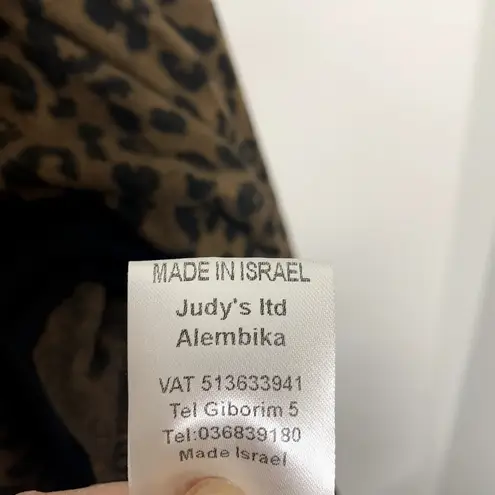 MADE IN ISRAEL
Judy's ltd
Alembika
VAT 513633941
Tel Giborim 5
Tel:036839180
Made Israel